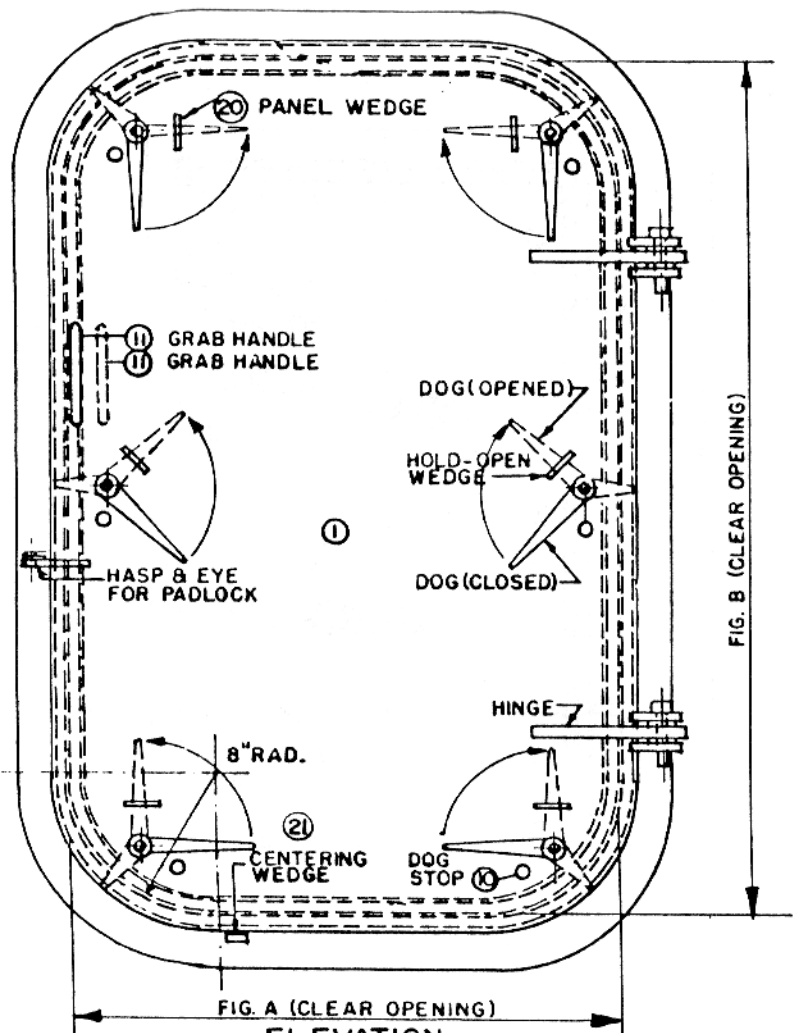 20 PANEL WEDGE
11 GRAB HANDLE
11 GRAB HANDLE
DOG (OPENED)
HOLD-OPEN
WEDGE
1
HASP & EYE
FOR PADLOCK
DOG (CLOSED)
FIG. B (CLEAR OPENING)
HINGE
8" RAD.
21
CENTERING
WEDGE
DOG
STOP 10
FIG. A (CLEAR OPENING)
ELEVATION